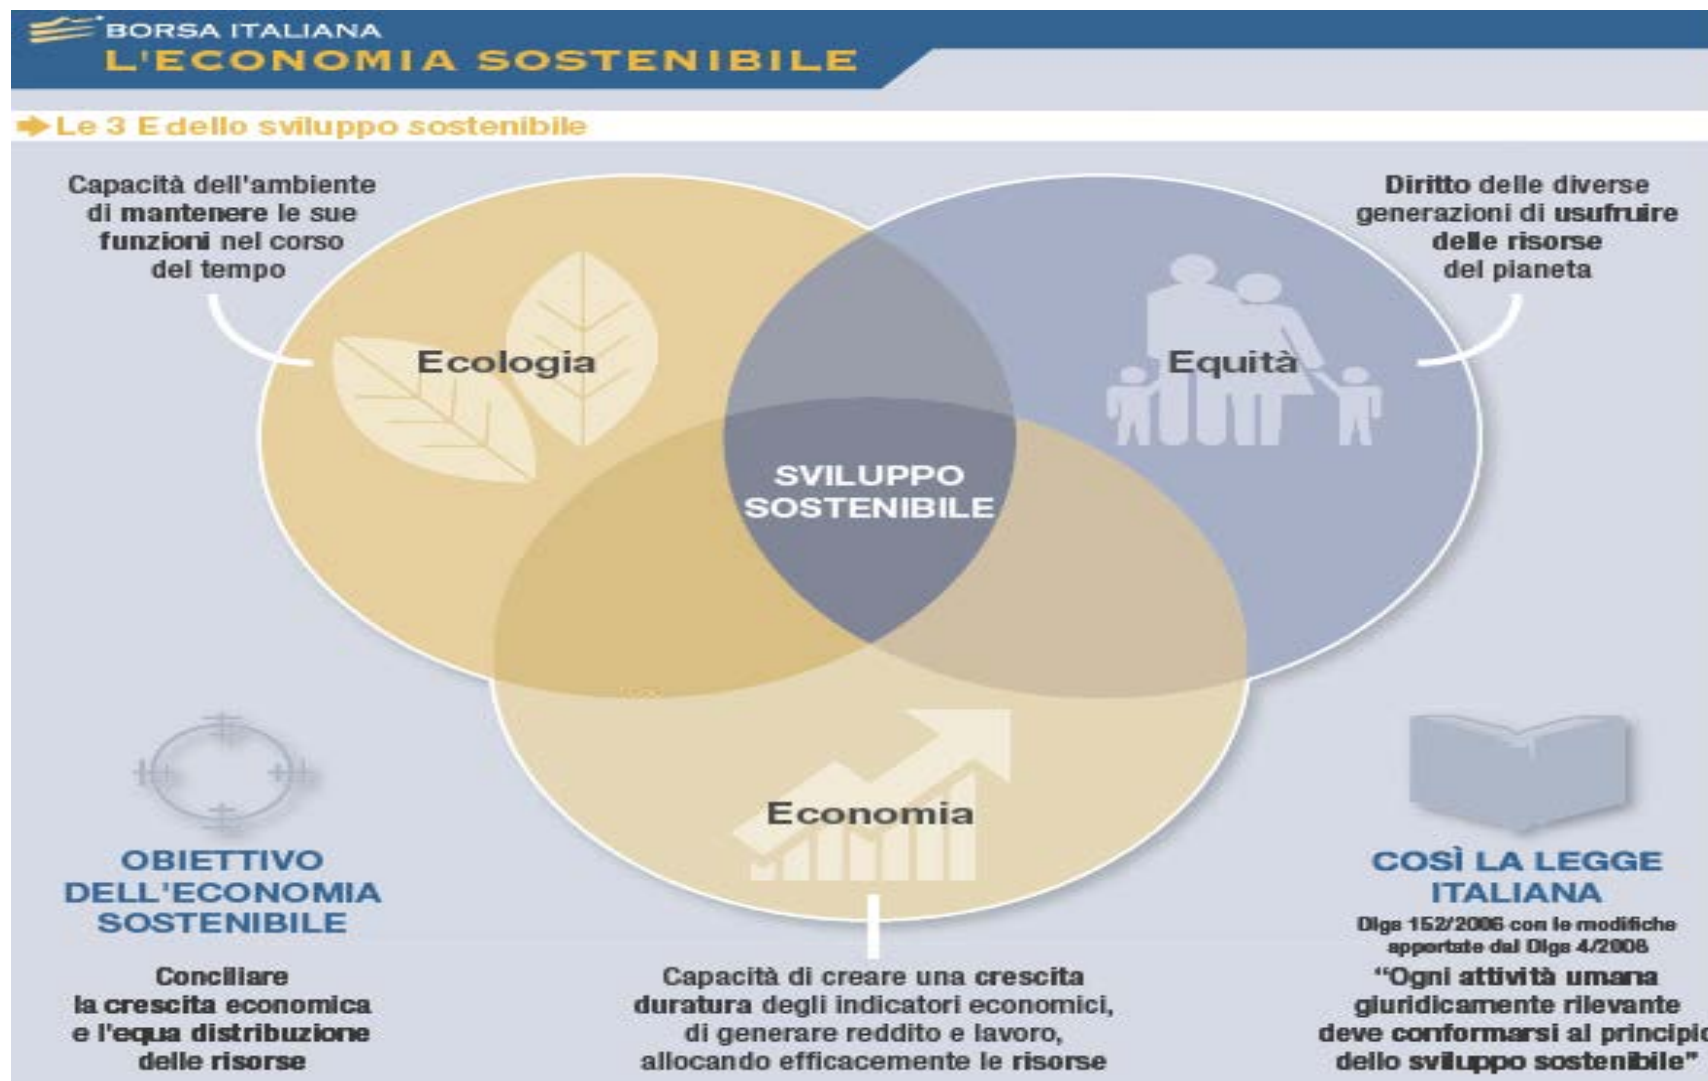 BORSA ITALIANA
L'ECONOMIA SOSTENIBILE
Le 3 E dello sviluppo sostenibile
Capacità dell'ambiente
di mantenere le sue
funzioni nel corso
del tempo
Diritto delle diverse
generazioni di usufruire
delle risorse
del pianeta
Ecologia
Equità
SVILUPPO
SOSTENIBILE
Economia
OBIETTIVO
DELL'ECONOMIA
SOSTENIBILE
Conciliare
la crescita economica
e l'equa distribuzione
delle risorse
Capacità di creare una crescita
duratura degli indicatori economici,
di generare reddito e lavoro,
allocando efficacemente le risorse
COSÌ LA LEGGE
ITALIANA
Dlgs 152/2006 con le modifiche
apportate dal Dlgs 4/2008
“Ogni attività umana
giuridicamente rilevante
deve conformarsi al principio
dello sviluppo sostenibile”